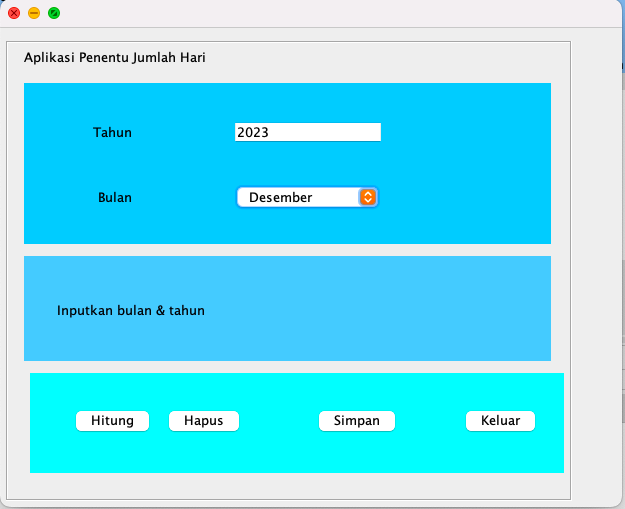 Aplikasi Penentu Jumlah Hari
Tahun 2023
Bulan Desember
Inputkan bulan & tahun
Hitung Hapus Simpan Keluar